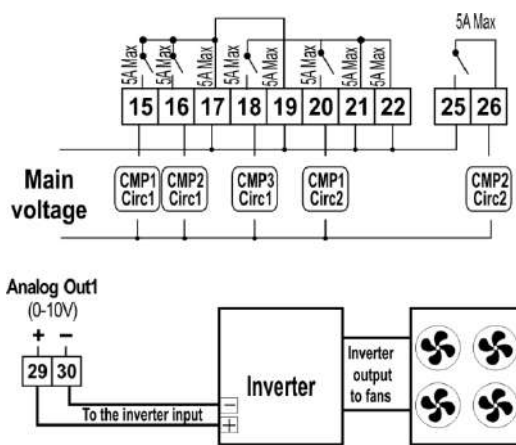 5A Max
5A Max 5A Max 5A Max 5A Max 5A Max 5A Max 5A Max 5A Max
15 16 17 18 19 20 21 22 25 26
Main
voltage
CMP1
Circ1
CMP2
Circ1
CMP3
Circ1
CMP1
Circ2
CMP2
Circ2
Analog Out1
(0-10V)
+ −
29 30
To the inverter input
−
+
Inverter
Inverter
output
to fans